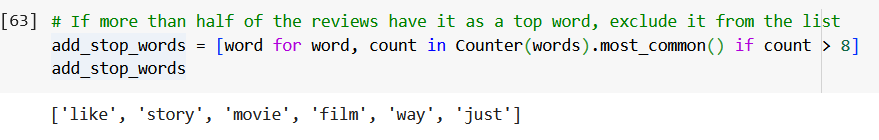 [63] # If more than half of the reviews have it as a top word, exclude it from the list
add_stop_words = [word for word, count in Counter(words).most_common() if count > 8]
add_stop_words
['like', 'story', 'movie', 'film', 'way', 'just']